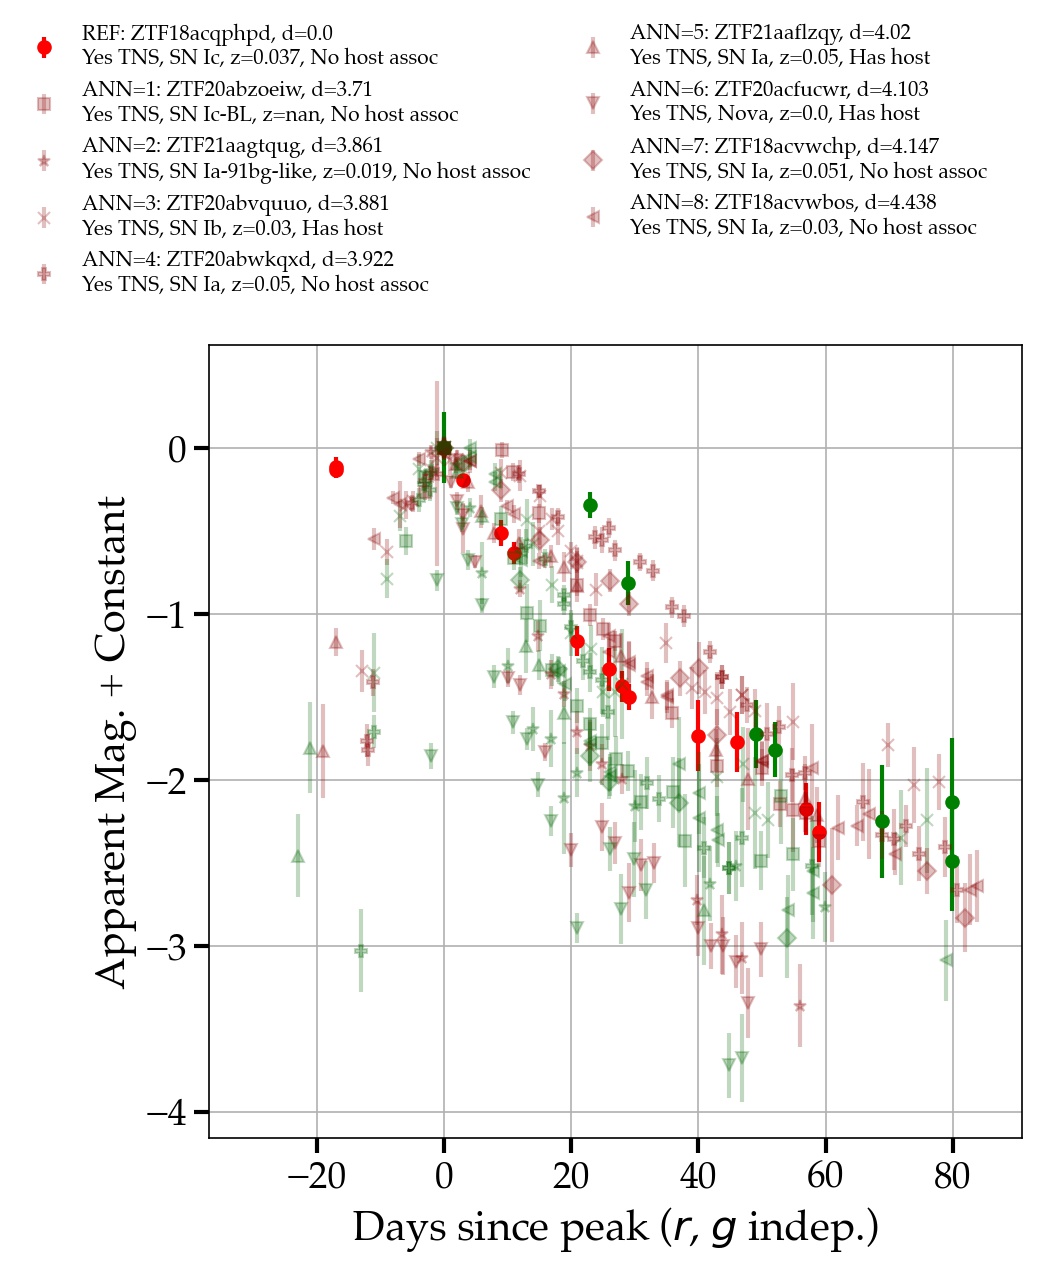 REF: ZTF18acqphpd, d=0.0
Yes TNS, SN Ic, z=0.037, No host assoc
ANN=1: ZTF20abzoeiw, d=3.71
Yes TNS, SN Ic-BL, z=nan, No host assoc
ANN=2: ZTF21aagtqug, d=3.861
Yes TNS, SN Ia-91bg-like, z=0.019, No host assoc
ANN=3: ZTF20abvquuo, d=3.881
Yes TNS, SN Ib, z=0.03, Has host
ANN=4: ZTF20abwkqxd, d=3.922
Yes TNS, SN Ia, z=0.05, No host assoc
ANN=5: ZTF21aaflzqy, d=4.02
Yes TNS, SN Ia, z=0.05, Has host
ANN=6: ZTF20acfucwr, d=4.103
Yes TNS, Nova, z=0.0, Has host
ANN=7: ZTF18acvwchp, d=4.147
Yes TNS, SN Ia, z=0.051, No host assoc
ANN=8: ZTF18acvwbos, d=4.438
Yes TNS, SN Ia, z=0.03, No host assoc
Apparent Mag. + Constant
0
−1
−2
−3
−4
−20 0 20 40 60 80
Days since peak (r, g indep.)